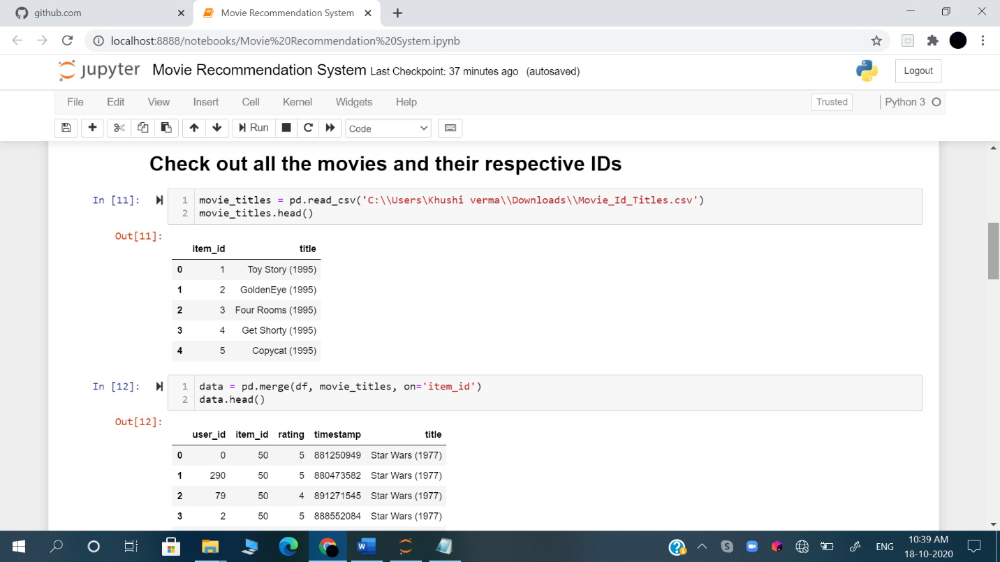 github.com
Movie Recommendation System
localhost:8888/notebooks/Movie%20Recommendation%20System.ipynb
jupyter Movie Recommendation System Last Checkpoint: 37 minutes ago (autosaved)
Logout
File Edit View Insert Cell Kernel Widgets Help
Trusted
Python 3
Run
Code
Check out all the movies and their respective IDs
In [11]:
1 movie_titles = pd.read_csv('C:\\Users\Khushi verma\\Downloads\\Movie_Id_Titles.csv')
2 movie_titles.head()
Out[11]:
item_id title
0 1 Toy Story (1995)
1 2 GoldenEye (1995)
2 3 Four Rooms (1995)
3 4 Get Shorty (1995)
4 5 Copycat (1995)
In [12]:
1 data = pd.merge(df, movie_titles, on='item_id')
2 data.head()
Out[12]:
user_id item_id rating timestamp title
0 0 50 5 881250949 Star Wars (1977)
1 290 50 5 880473582 Star Wars (1977)
2 79 50 4 891271545 Star Wars (1977)
3 2 50 5 888552084 Star Wars (1977)
ENG
10:39 AM
18-10-2020